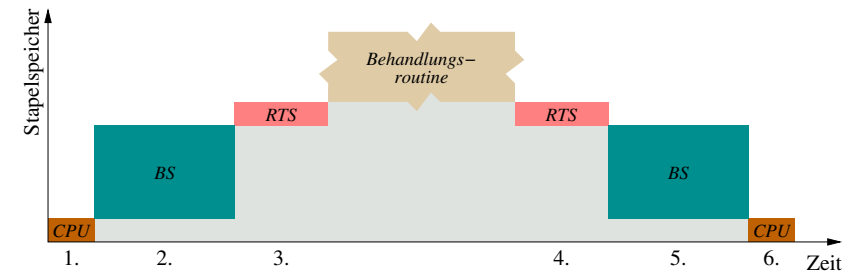 Stapelspeicher
Behandlungs−
routine
RTS
RTS
BS
BS
CPU
CPU
1.
2.
3.
4.
5.
6.
Zeit